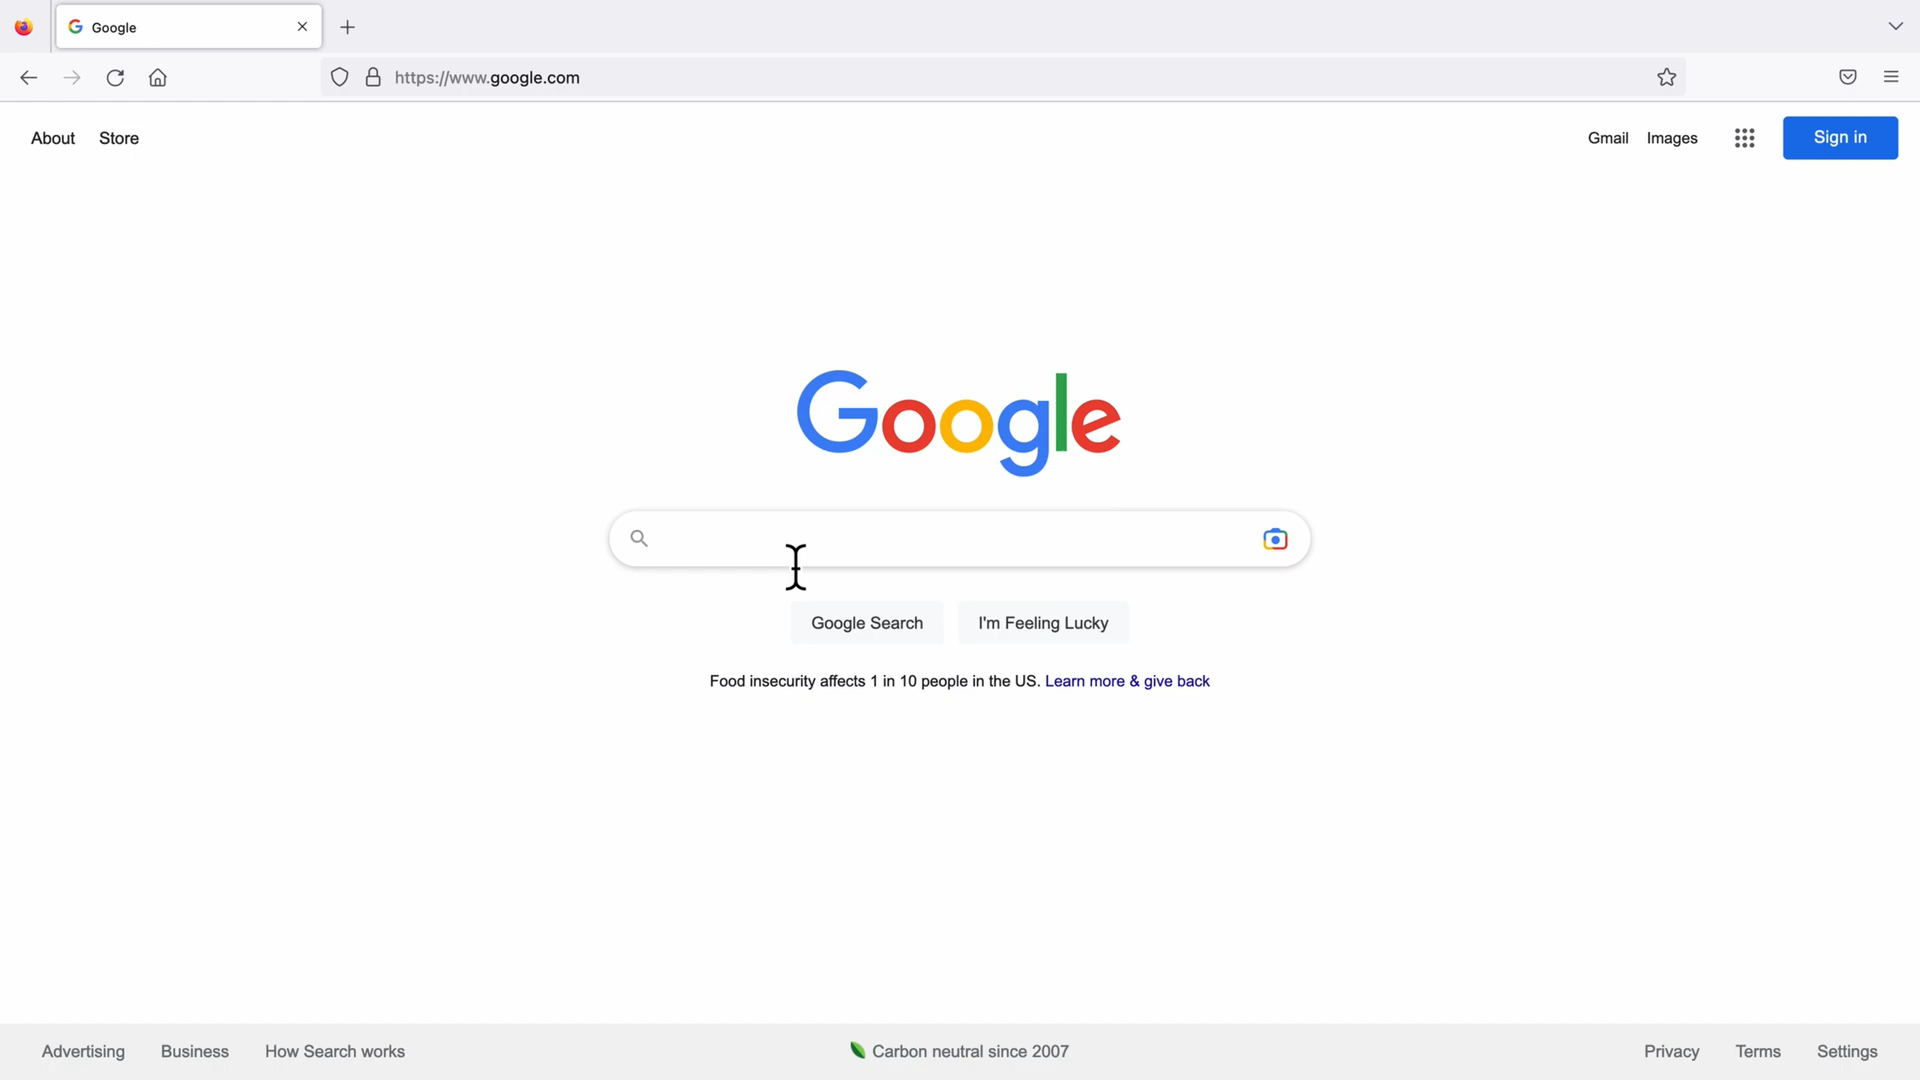 Google
https://www.google.com
About Store
Gmail Images Sign in
Google
Google Search I'm Feeling Lucky
Food insecurity affects 1 in 10 people in the US. Learn more & give back
Advertising Business How Search works Carbon neutral since 2007 Privacy Terms Settings